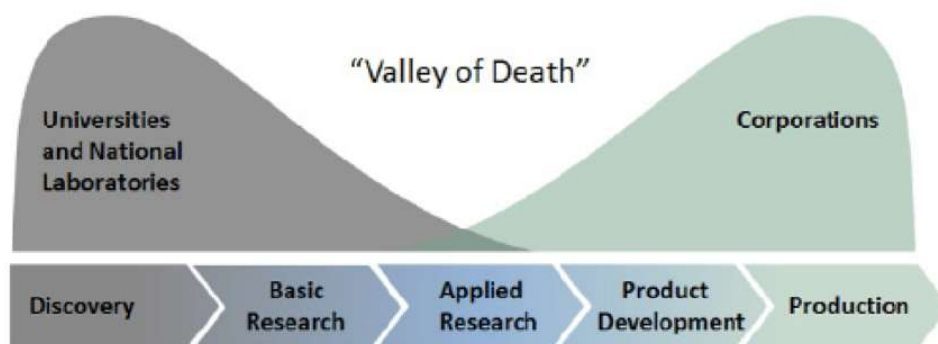 “Valley of Death”
Universities
and National
Laboratories
Corporations
Discovery
Basic
Research
Applied
Research
Product
Development
Production